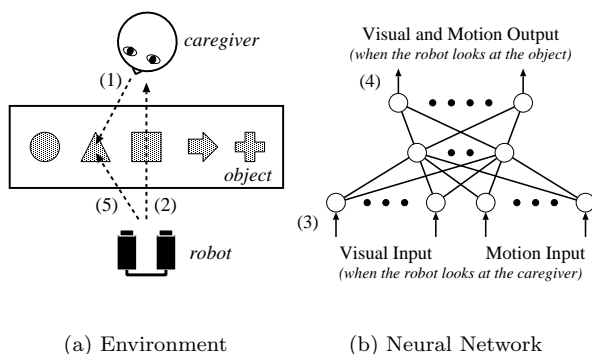 caregiver
(1)
object
(5)
(2)
robot
(a) Environment
Visual and Motion Output
(when the robot looks at the object)
(4)
(3)
Visual Input
Motion Input
(when the robot looks at the caregiver)
(b) Neural Network